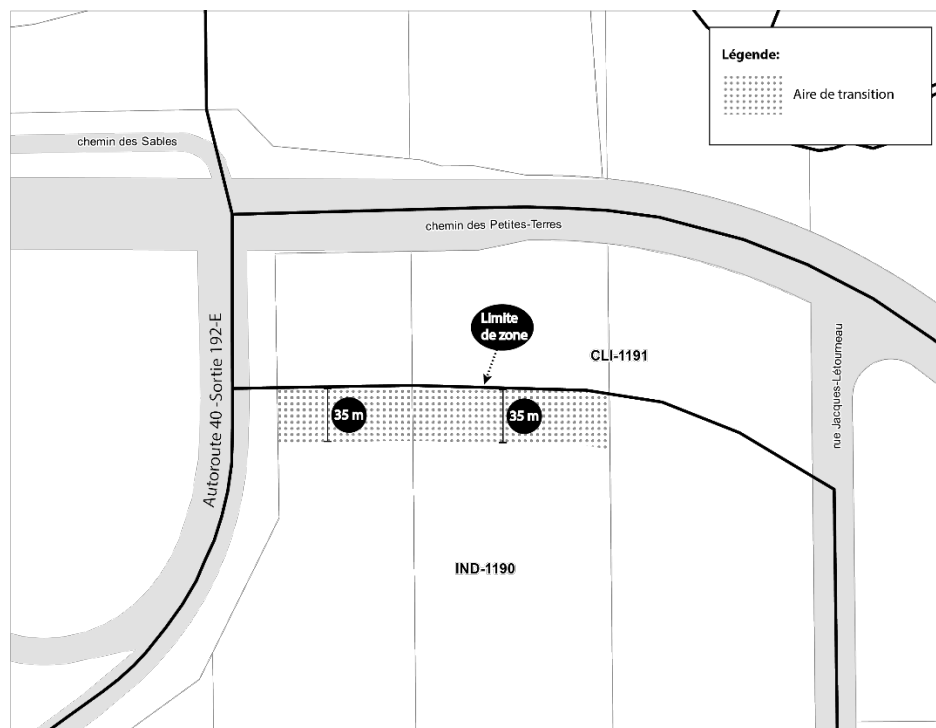 Légende:
Aire de transition
chemin des Sables
chemin des Petites-Terres
Limite
de zone
CLI-1191
Autoroute 40 -Sortie 192-E
35 m
35 m
rue Jacques-Létourneau
IND-1190